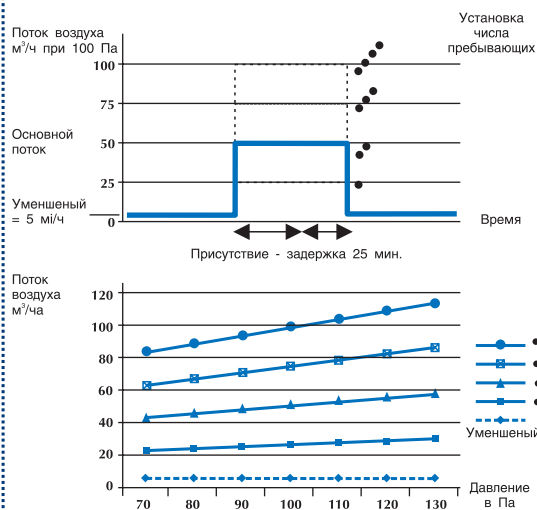 Поток воздуха
м³/ч при 100 Па
Установка
числа
пребывающих
100
75
Основной
поток
50
25
Уменшеный
= 5 мі/ч
0
Время
Присутствие - задержка 25 мин.
Поток
воздуха
м³/ча
120
100
80
60
40
20
0
Уменьшеный
70 80 90 100 110 120 130
Давление
в Па